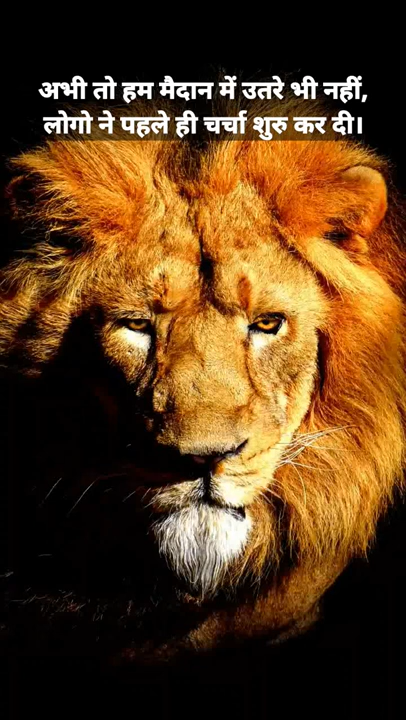 अभी तो हम मैदान में उतरे भी नहीं,
लोगो ने पहले ही चर्चा शुरु कर दी।